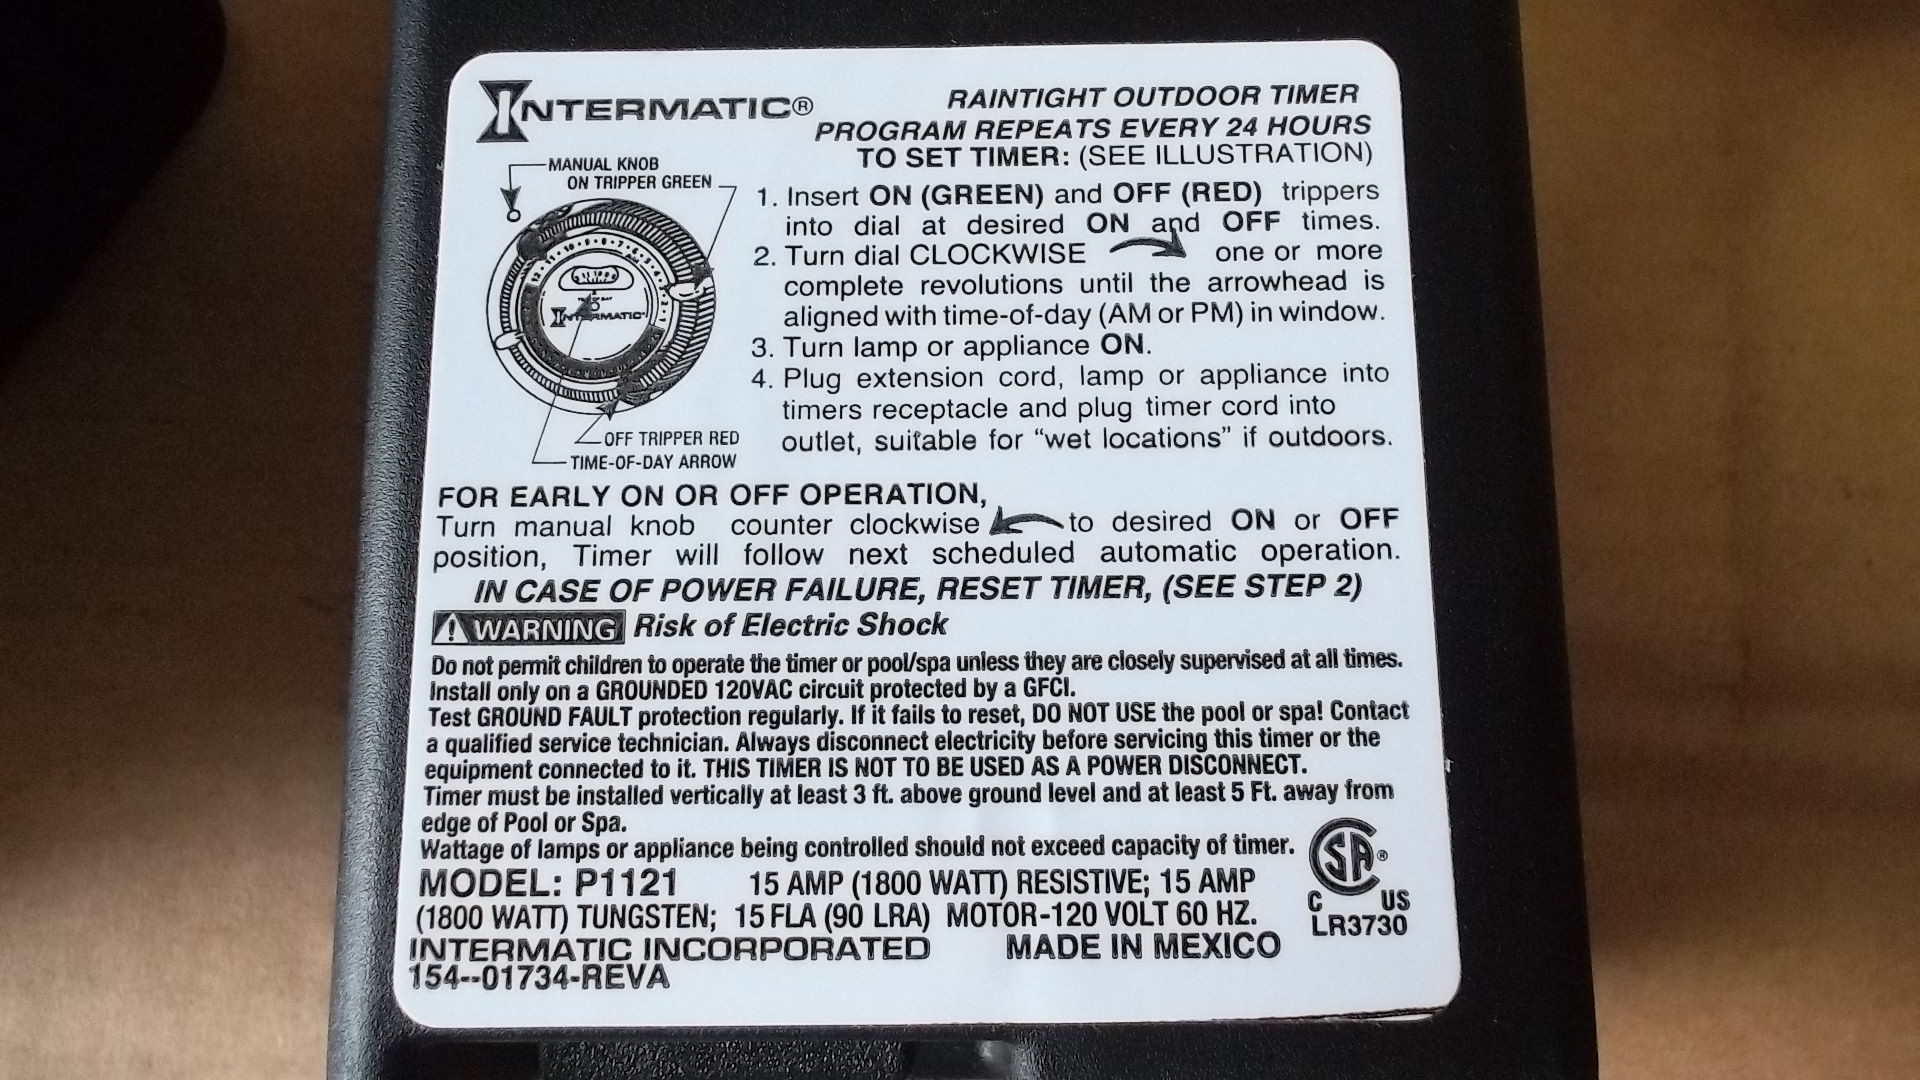 INTERMATIC®
RAINTIGHT OUTDOOR TIMER
PROGRAM REPEATS EVERY 24 HOURS
TO SET TIMER: (SEE ILLUSTRATION)
MANUAL KNOB
ON TRIPPER GREEN
INTERMATIC
OFF TRIPPER RED
TIME-OF-DAY ARROW
1. Insert ON (GREEN) and OFF (RED) trippers
into dial at desired ON and OFF times.
2. Turn dial CLOCKWISE one or more
complete revolutions until the arrowhead is
aligned with time-of-day (AM or PM) in window.
3. Turn lamp or appliance ON.
4. Plug extension cord, lamp or appliance into
timers receptacle and plug timer cord into
outlet, suitable for “wet locations” if outdoors.
FOR EARLY ON OR OFF OPERATION,
Turn manual knob counter clockwise to desired ON or OFF
position, Timer will follow next scheduled automatic operation.
IN CASE OF POWER FAILURE, RESET TIMER, (SEE STEP 2)
WARNING Risk of Electric Shock
Do not permit children to operate the timer or pool/spa unless they are closely supervised at all times.
Install only on a GROUNDED 120VAC circuit protected by a GFCI.
Test GROUND FAULT protection regularly. If it fails to reset, DO NOT USE the pool or spa! Contact
a qualified service technician. Always disconnect electricity before servicing this timer or the
equipment connected to it. THIS TIMER IS NOT TO BE USED AS A POWER DISCONNECT.
Timer must be installed vertically at least 3 ft. above ground level and at least 5 Ft. away from
edge of Pool or Spa.
Wattage of lamps or appliance being controlled should not exceed capacity of timer.
MODEL: P1121 15 AMP (1800 WATT) RESISTIVE; 15 AMP
(1800 WATT) TUNGSTEN; 15 FLA (90 LRA) MOTOR-120 VOLT 60 HZ.
INTERMATIC INCORPORATED MADE IN MEXICO
154--01734-REVA
SA®
C US
LR3730